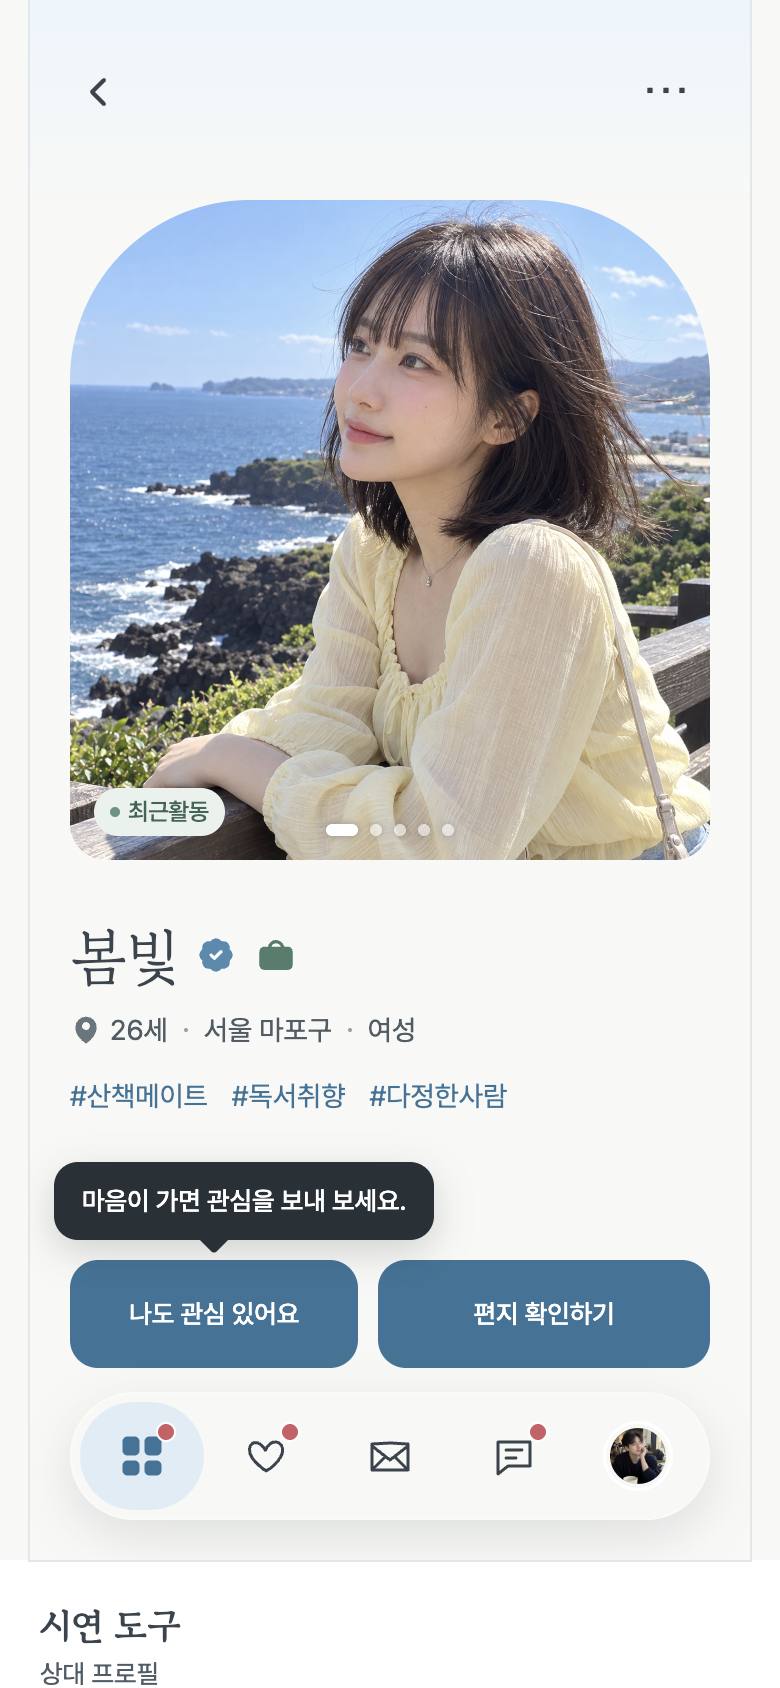 최근활동
봄빛
26세 · 서울 마포구 · 여성
#산책메이트 #독서취향 #다정한사람
마음이 가면 관심을 보내 보세요.
나도 관심 있어요
편지 확인하기
시연 도구
상대 프로필